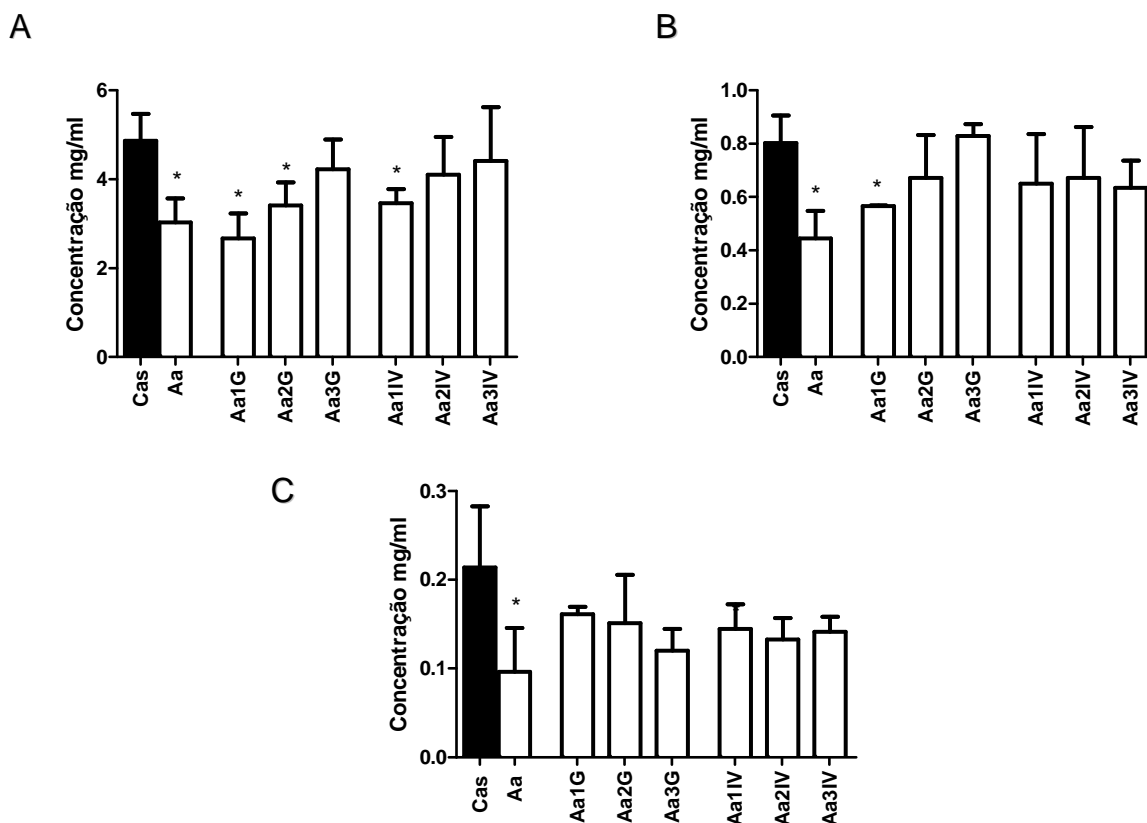 A
Concentração mg/ml
6
4
2
0
*
*
*
*
Cas
Aa
Aa1G
Aa2G
Aa3G
Aa1IV
Aa2IV
Aa3IV
B
Concentração mg/ml
1.0
0.8
0.6
0.4
0.2
0.0
*
*
Cas
Aa
Aa1G
Aa2G
Aa3G
Aa1IV
Aa2IV
Aa3IV
C
Concentração mg/ml
0.3
0.2
0.1
0.0
*
*
Cas
Aa
Aa1G
Aa2G
Aa3G
Aa1IV
Aa2IV
Aa3IV